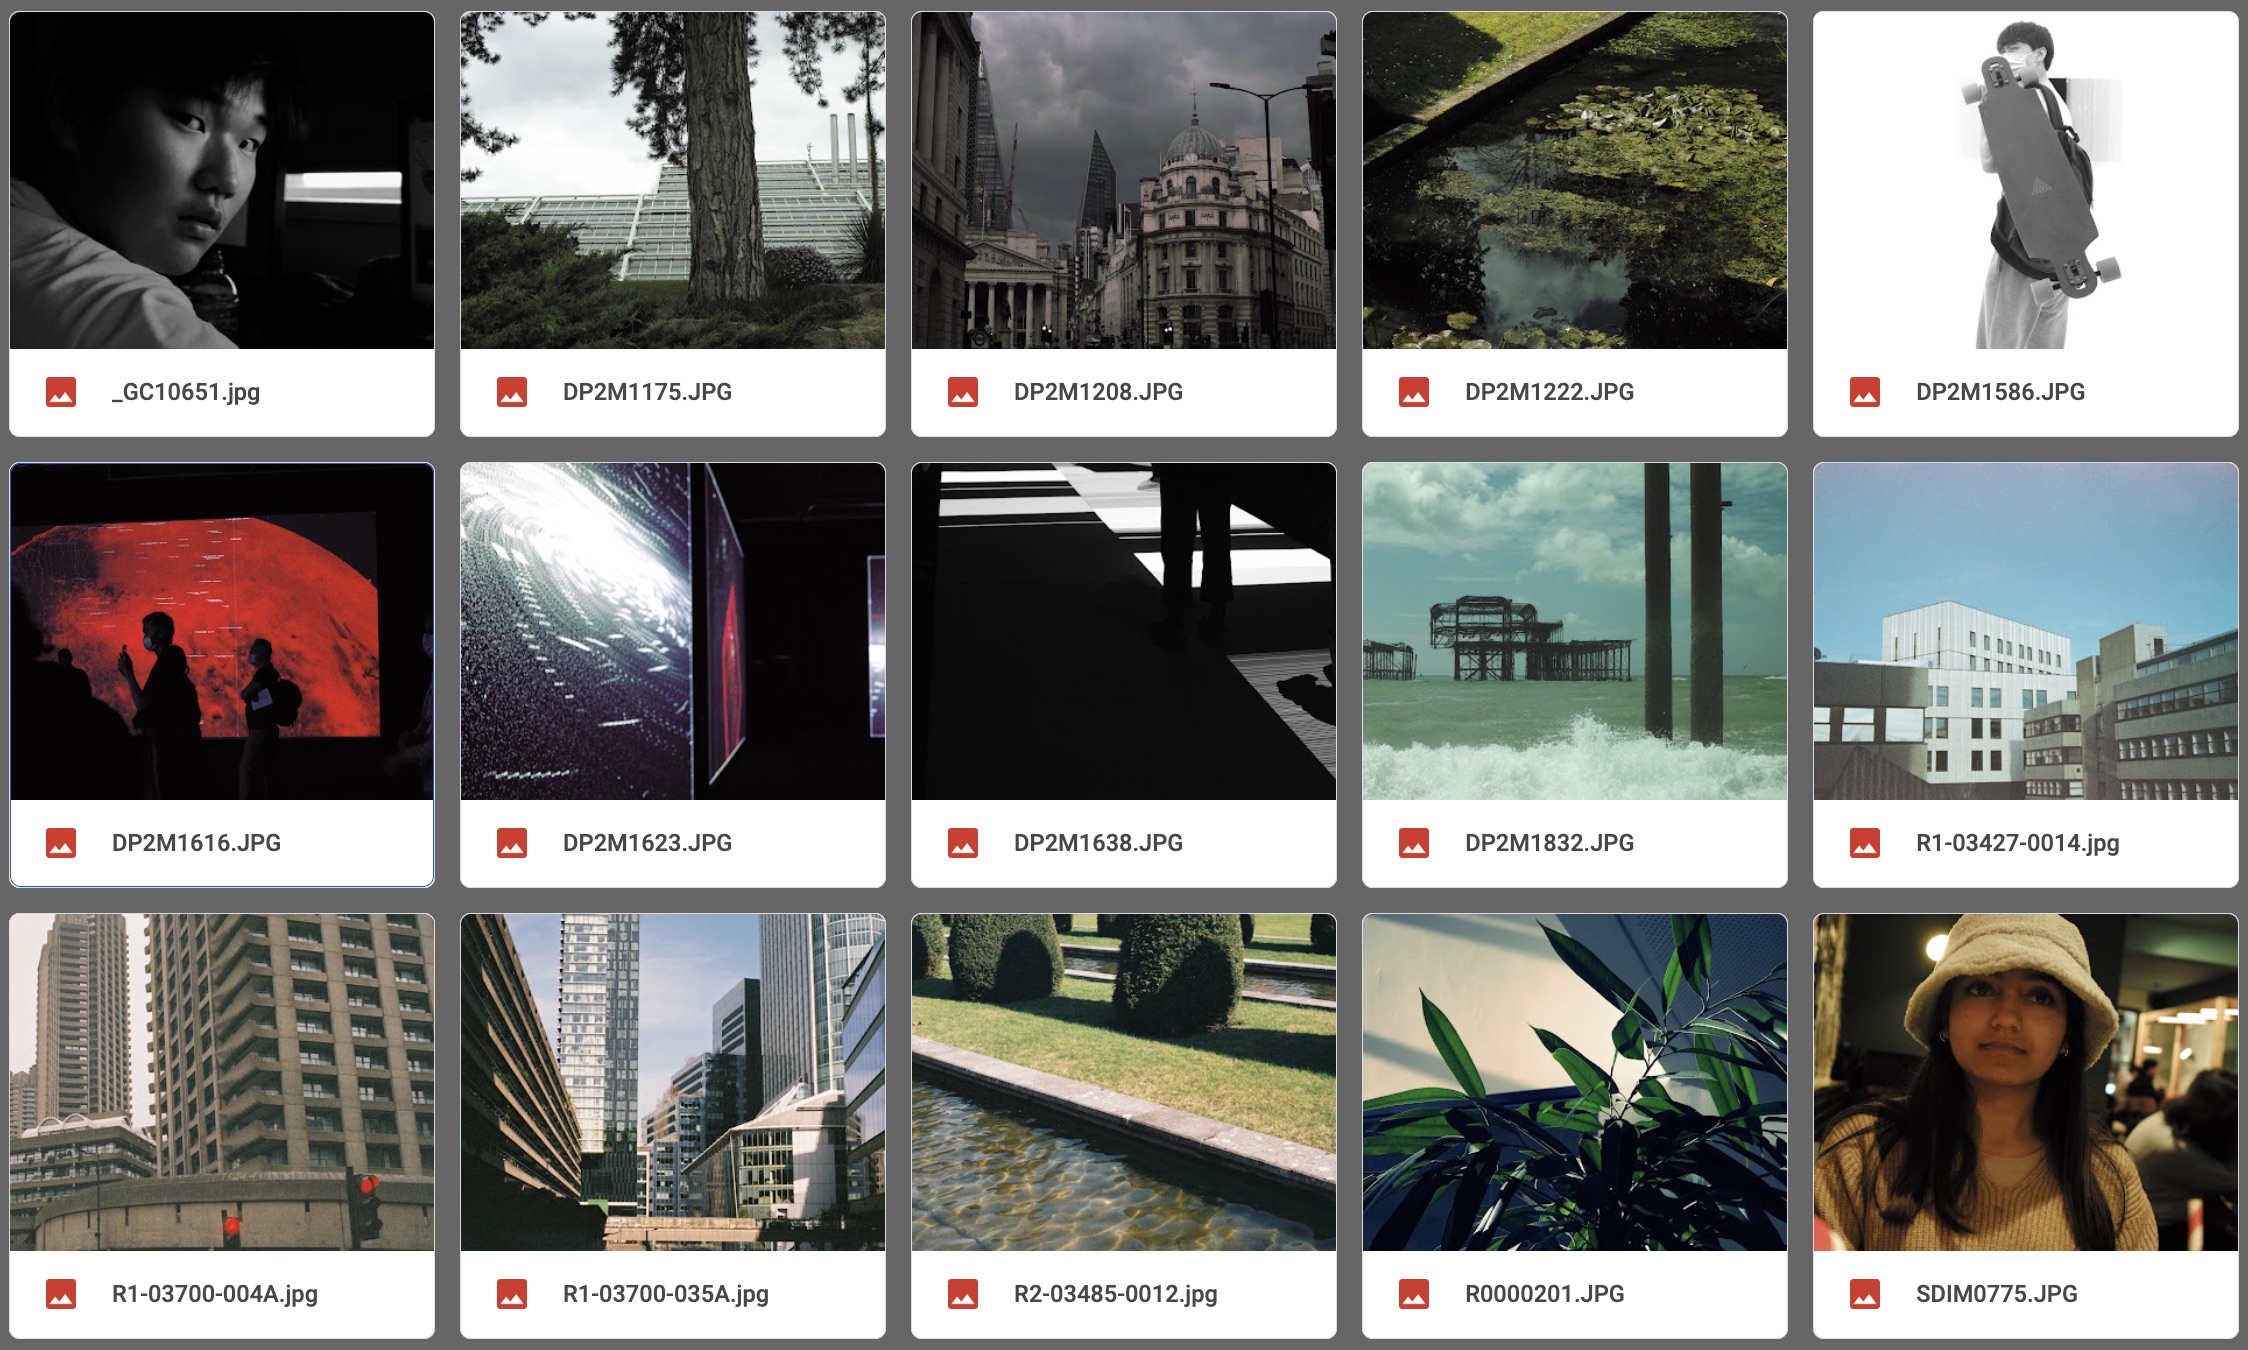 _GC10651.jpg
DP2M1175.JPG
DP2M1208.JPG
DP2M1222.JPG
DP2M1586.JPG
DP2M1616.JPG
DP2M1623.JPG
DP2M1638.JPG
DP2M1832.JPG
R1-03427-0014.jpg
R1-03700-004A.jpg
R1-03700-035A.jpg
R2-03485-0012.jpg
R0000201.JPG
SDIM0775.JPG